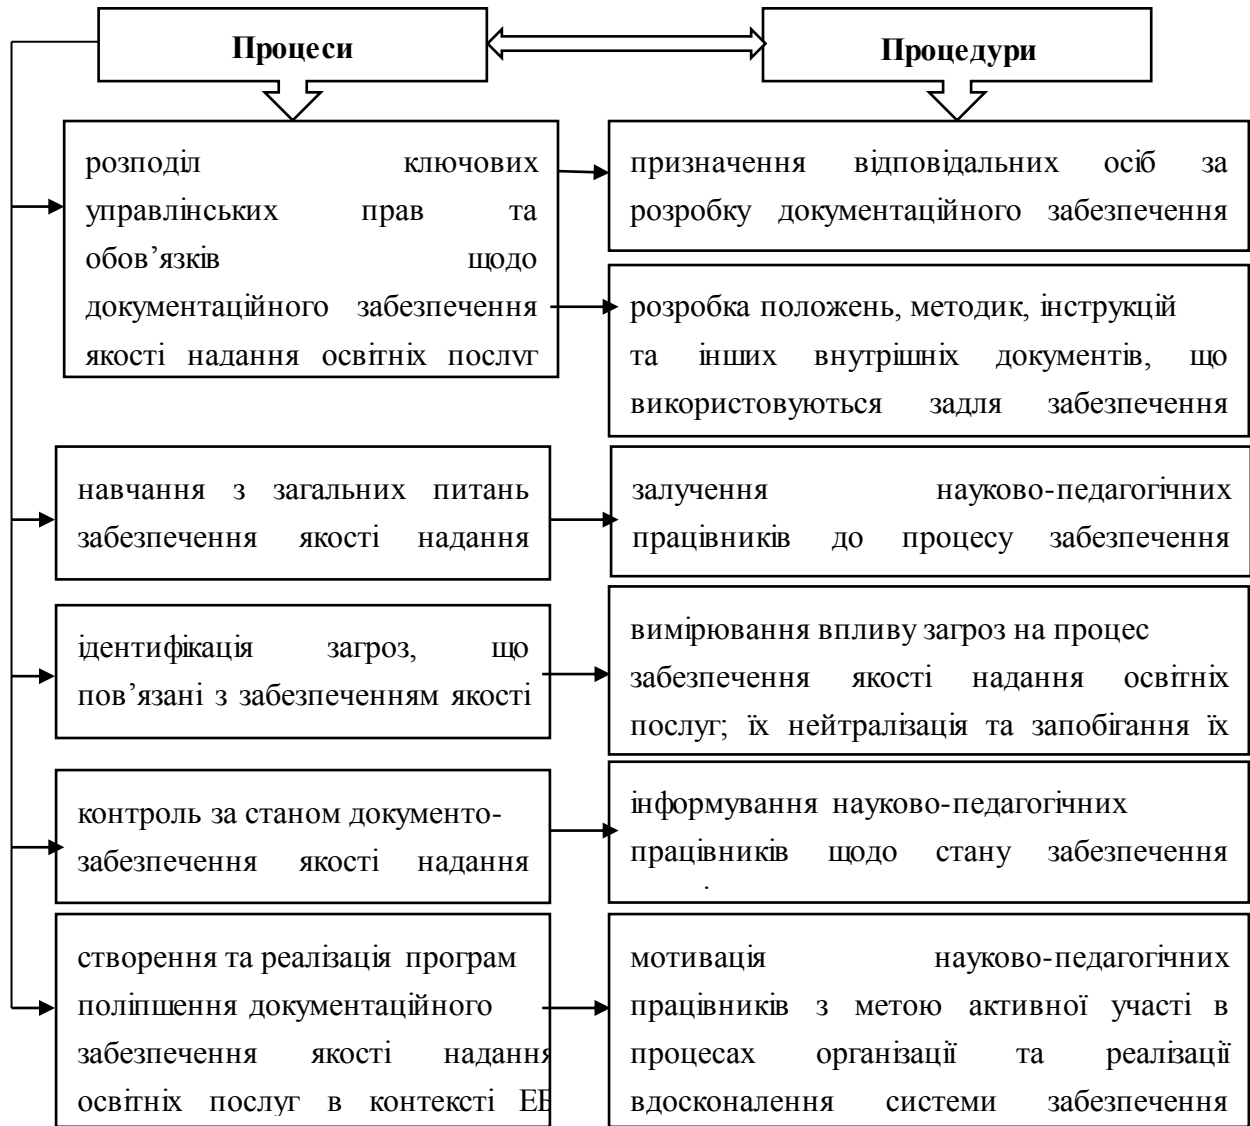 Процеси
Процедури
розподіл ключових
управлінських прав та
обов’язків щодо
документаційного забезпечення
якості надання освітніх послуг
призначення відповідальних осіб за
розробку документаційного забезпечення
розробка положень, методик, інструкцій
та інших внутрішніх документів, що
використовуються задля забезпечення
навчання з загальних питань
забезпечення якості надання
залучення науково-педагогічних
працівників до процесу забезпечення
ідентифікація загроз, що
пов’язані з забезпеченням якості
вимірювання впливу загроз на процес
забезпечення якості надання освітніх
послуг; їх нейтралізація та запобігання їх
контроль за станом документо-
забезпечення якості надання
інформування науково-педагогічних
працівників щодо стану забезпечення
створення та реалізація програм
поліпшення документаційного
забезпечення якості надання
освітніх послуг в контексті ЕБ
мотивація науково-педагогічних
працівників з метою активної участі в
процесах організації та реалізації
вдосконалення системи забезпечення